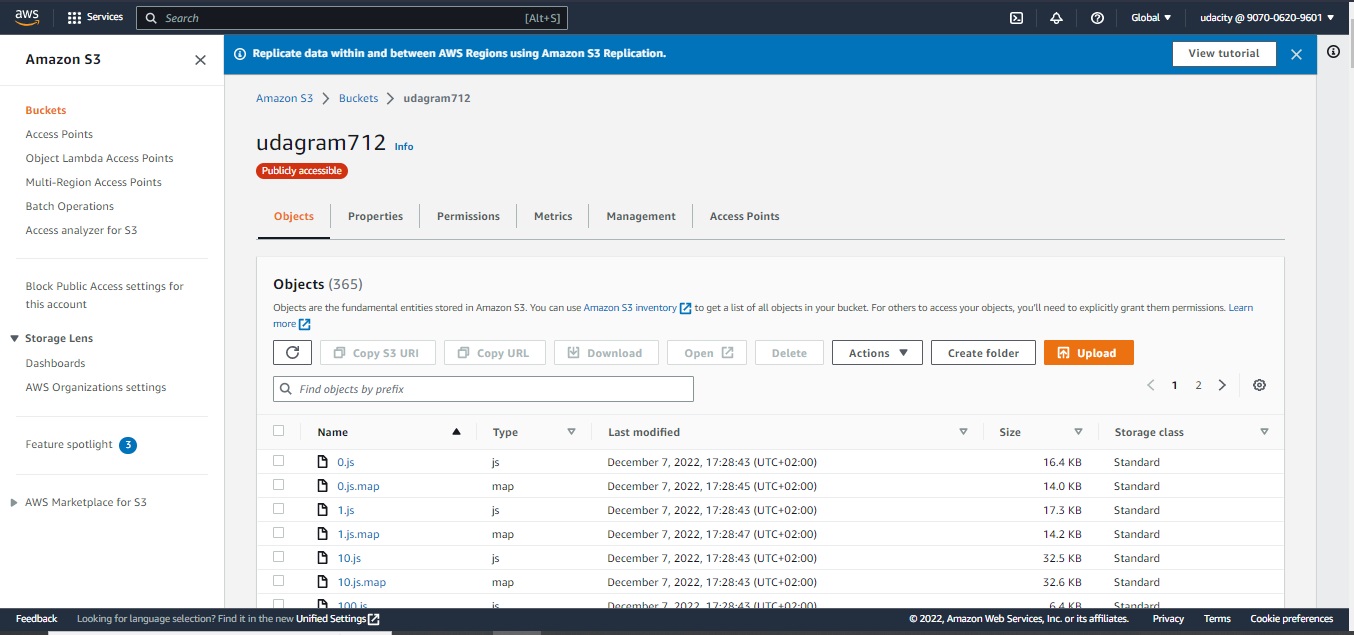 aws
Services
Search
[Alt+S]
Global
udacity @ 9070-0620-9601
Amazon S3
Buckets
Access Points
Object Lambda Access Points
Multi-Region Access Points
Batch Operations
Access analyzer for S3
Block Public Access settings for
this account
Storage Lens
Dashboards
AWS Organizations settings
Feature spotlight 3
AWS Marketplace for S3
Replicate data within and between AWS Regions using Amazon S3 Replication.
View tutorial
Amazon S3 Buckets udagram712
udagram712 Info
Publicly accessible
Objects Properties Permissions Metrics Management Access Points
Objects (365)
Objects are the fundamental entities stored in Amazon S3. You can use Amazon S3 inventory to get a list of all objects in your bucket. For others to access your objects, you'll need to explicitly grant them permissions. Learn
more
Copy S3 URI Copy URL Download Open Delete Actions Create folder Upload
Find objects by prefix
1 2
Name Type Last modified Size Storage class
0.js js December 7, 2022, 17:28:43 (UTC+02:00) 16.4 KB Standard
0.js.map map December 7, 2022, 17:28:45 (UTC+02:00) 14.0 KB Standard
1.js js December 7, 2022, 17:28:43 (UTC+02:00) 17.3 KB Standard
1.js.map map December 7, 2022, 17:28:47 (UTC+02:00) 14.2 KB Standard
10.js js December 7, 2022, 17:28:43 (UTC+02:00) 32.5 KB Standard
10.js.map map December 7, 2022, 17:28:43 (UTC+02:00) 32.6 KB Standard
100.js js December 7, 2022, 17:28:43 (UTC+02:00) 6.4 KB Standard
Feedback Looking for language selection? Find it in the new Unified Settings
© 2022, Amazon Web Services, Inc. or its affiliates. Privacy Terms Cookie preferences